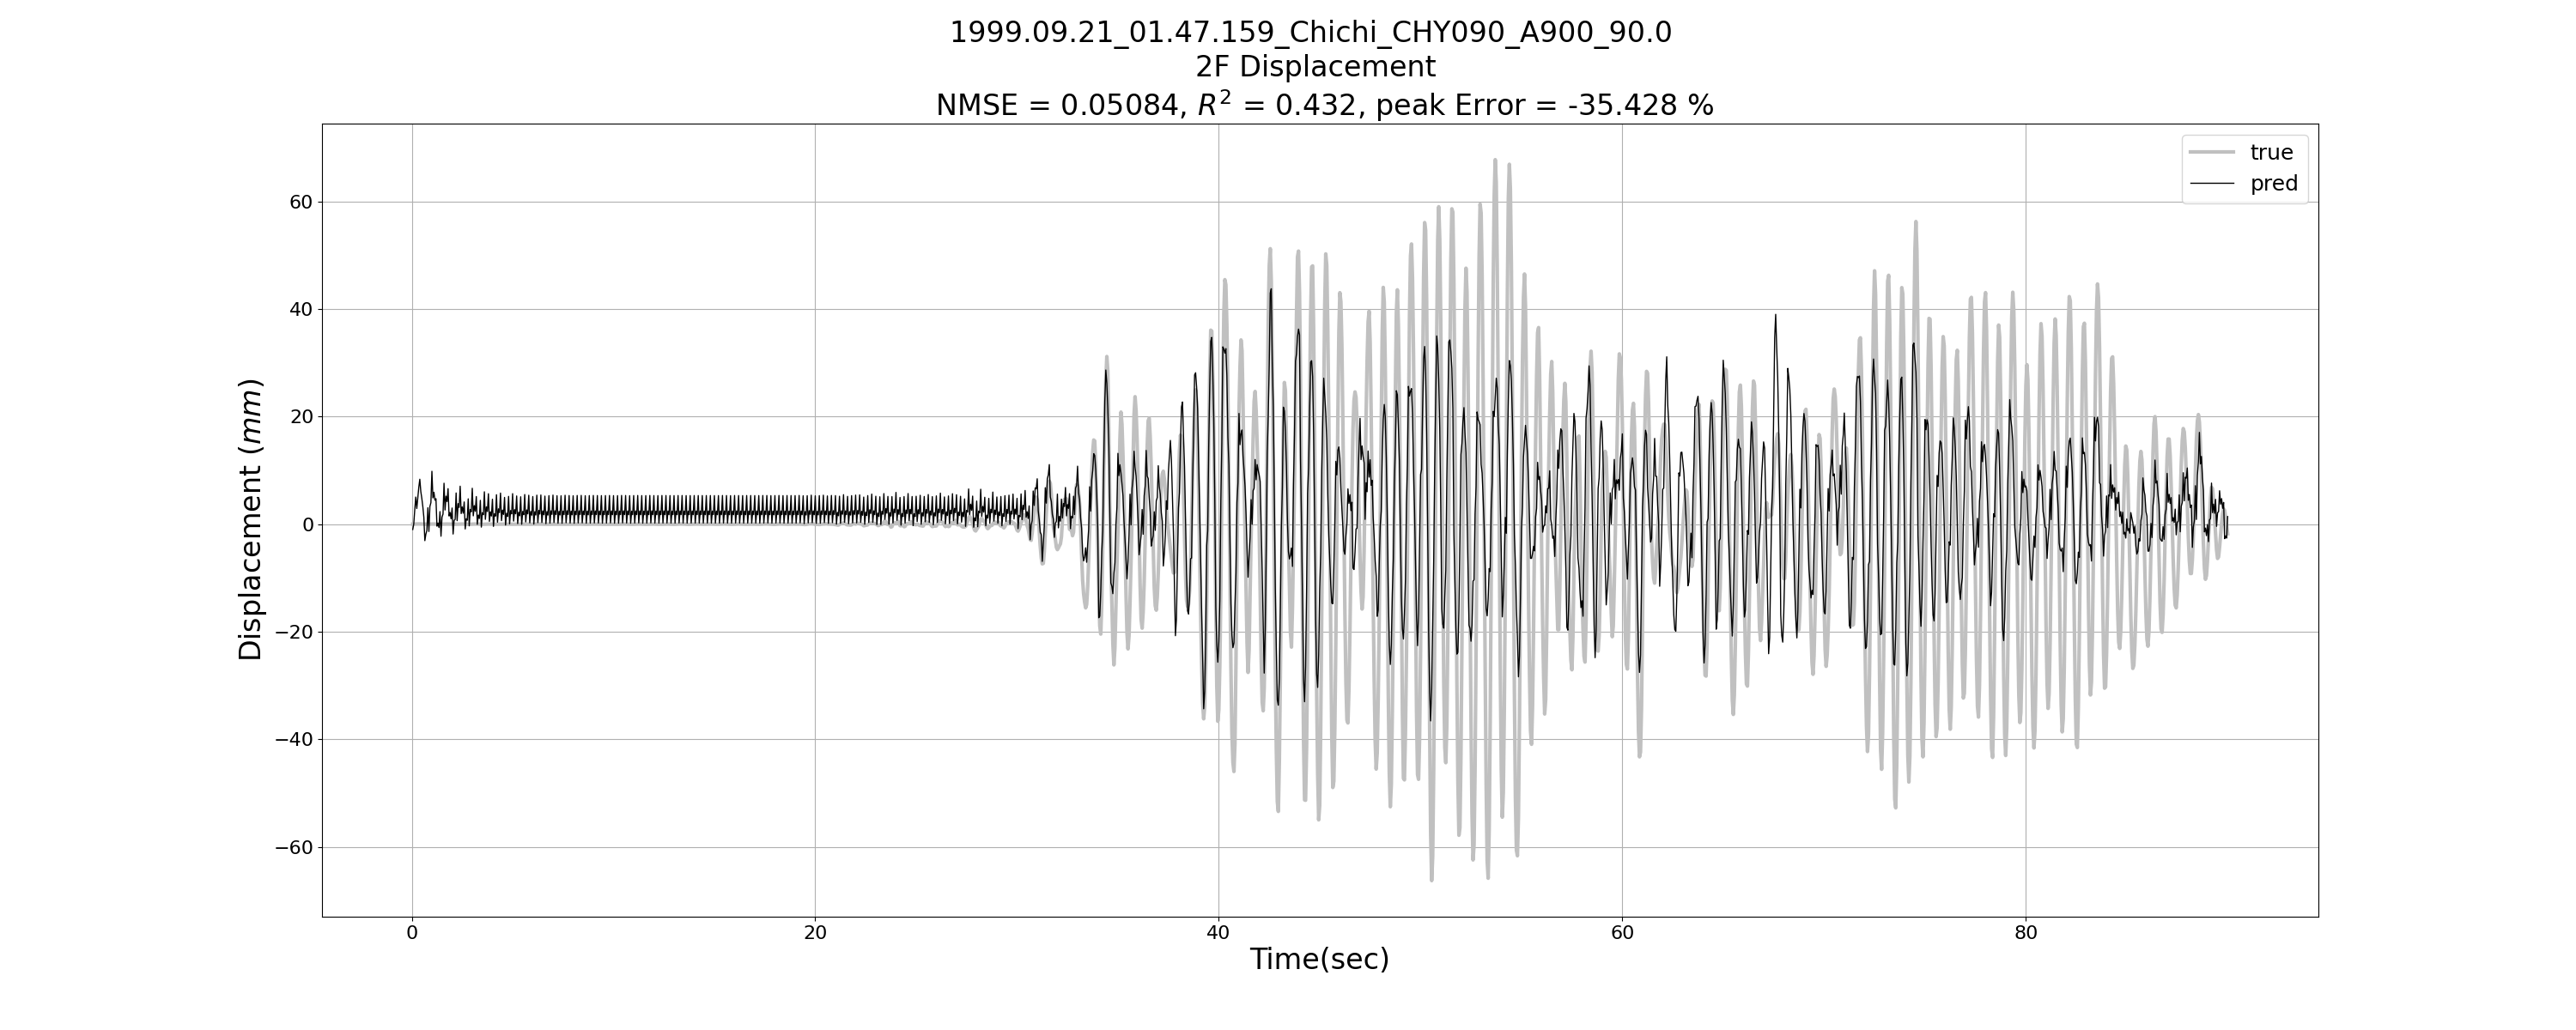 1999.09.21_01.47.159_Chichi_CHY090_A900_90.0
2F Displacement
NMSE = 0.05084, R² = 0.432, peak Error = -35.428 %
true
pred
Displacement (mm)
60
40
20
0
−20
−40
−60
0 20 40 60 80
Time(sec)